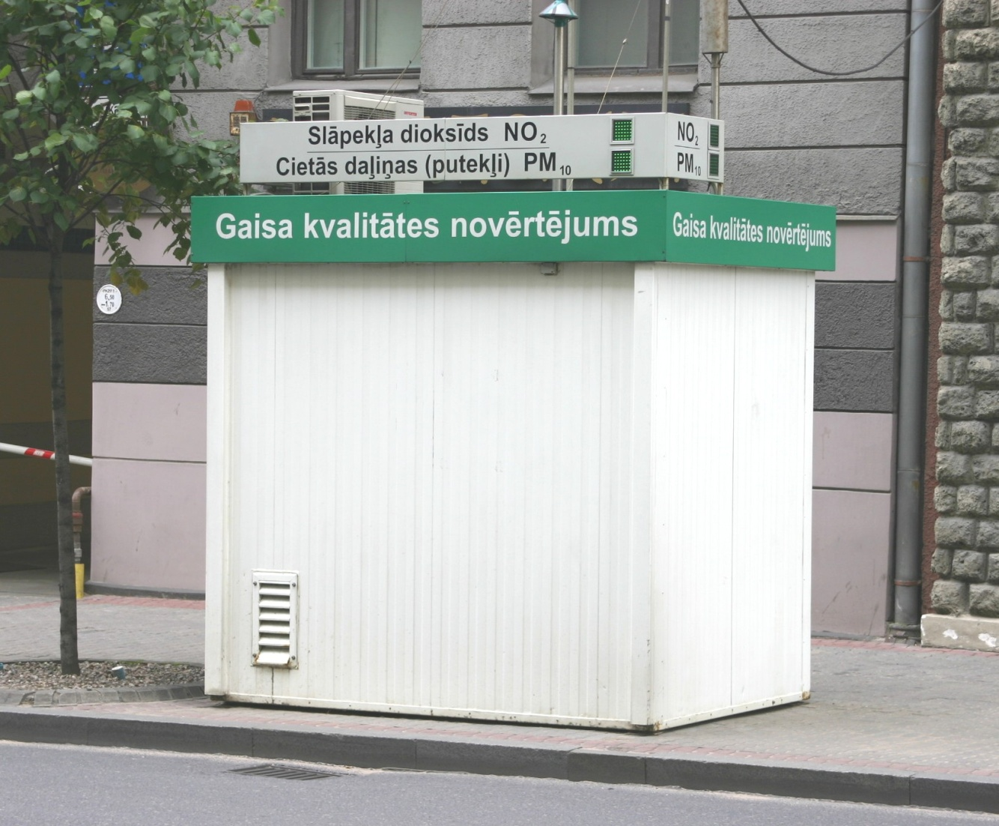 Slāpekļa dioksīds NO₂
Cietās daļiņas (putekļi) PM₁₀
NO₂
PM₁₀
Gaisa kvalitātes novērtējums
Gaisa kvalitātes novērtējums